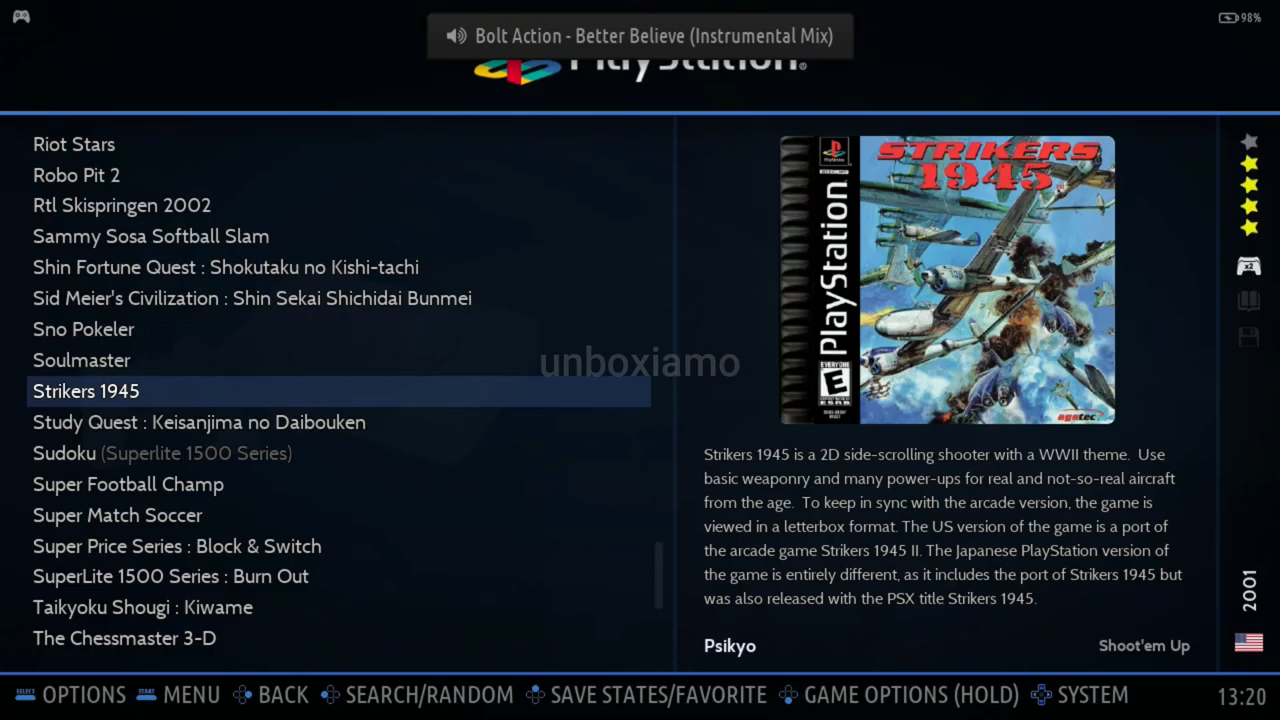 Bolt Action - Better Believe (Instrumental Mix)
98%
PlayStation
Riot Stars
Robo Pit 2
Rtl Skispringen 2002
Sammy Sosa Softball Slam
Shin Fortune Quest : Shokutaku no Kishi-tachi
Sid Meier's Civilization : Shin Sekai Shichidai Bunmei
Sno Pokeler
Soulmaster
Strikers 1945
Study Quest : Keisanjima no Daibouken
Sudoku (Superlite 1500 Series)
Super Football Champ
Super Match Soccer
Super Price Series : Block & Switch
SuperLite 1500 Series : Burn Out
Taikyoku Shougi : Kiwame
The Chessmaster 3-D
unboxiamo
PlayStation
STRIKERS
1945
EVERYONE
E
ESRB
agetec
x2
Strikers 1945 is a 2D side-scrolling shooter with a WWII theme. Use
basic weaponry and many power-ups for real and not-so-real aircraft
from the age. To keep in sync with the arcade version, the game is
viewed in a letterbox format. The US version of the game is a port of
the arcade game Strikers 1945 II. The Japanese PlayStation version of
the game is entirely different, as it includes the port of Strikers 1945 but
was also released with the PSX title Strikers 1945.
Psikyo
Shoot'em Up
2001
SELECT OPTIONS START MENU BACK SEARCH/RANDOM SAVE STATES/FAVORITE GAME OPTIONS (HOLD) SYSTEM 13:20